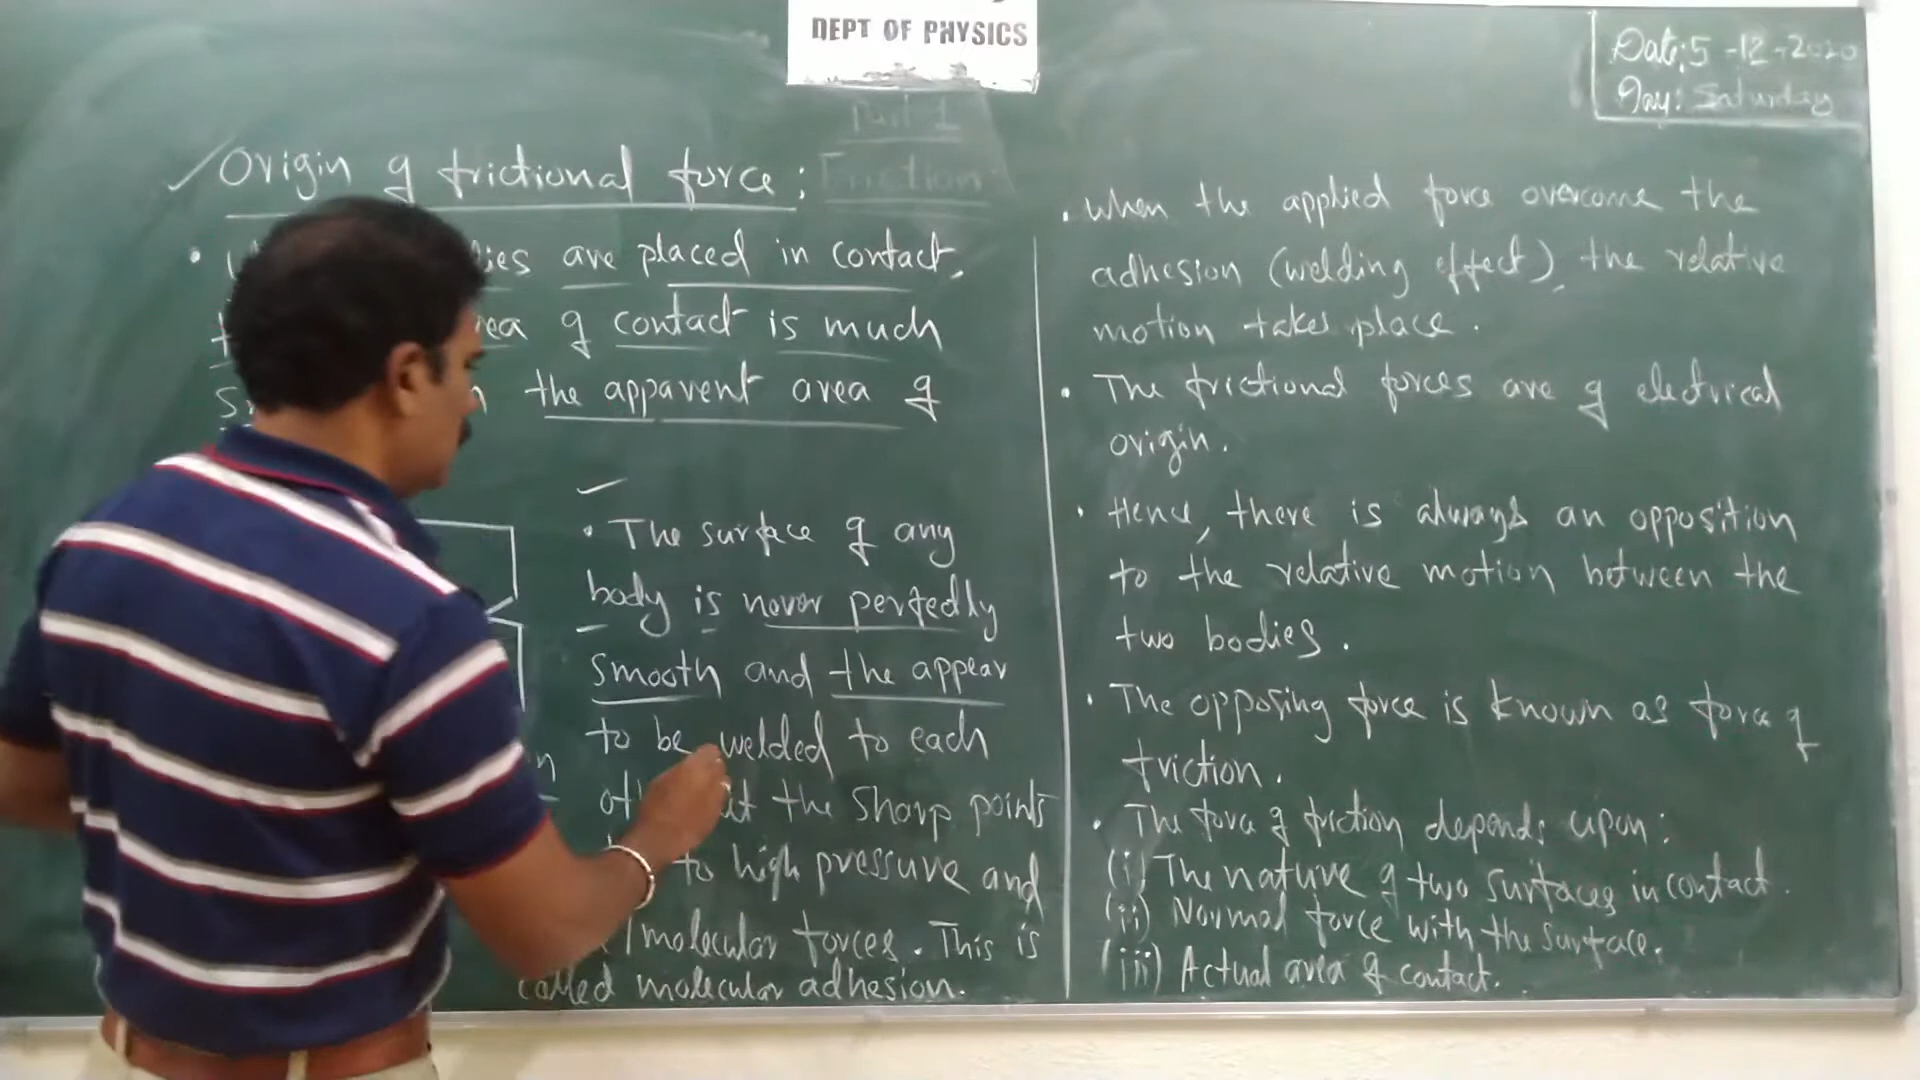 DEPT OF PHYSICS
Date: 5-12-2020
Day: Saturday
Part-1
Friction
Origin of frictional force:
are placed in contact,
of contact is much
the apparent area of
• The surface of any
body is never perfectly
smooth and the appear
to be welded to each
at the sharp points
to high pressure and
molecular forces. This is
called molecular adhesion.
• When the applied force overcome the
adhesion (welding effect), the relative
motion takes place.
• The frictional forces are of electrical
origin.
• Hence, there is always an opposition
to the relative motion between the
two bodies.
• The opposing force is known as force of
friction.
• The force of friction depends upon:
(i) The nature of two surfaces in contact.
(ii) Normal force with the surface.
(iii) Actual area of contact.